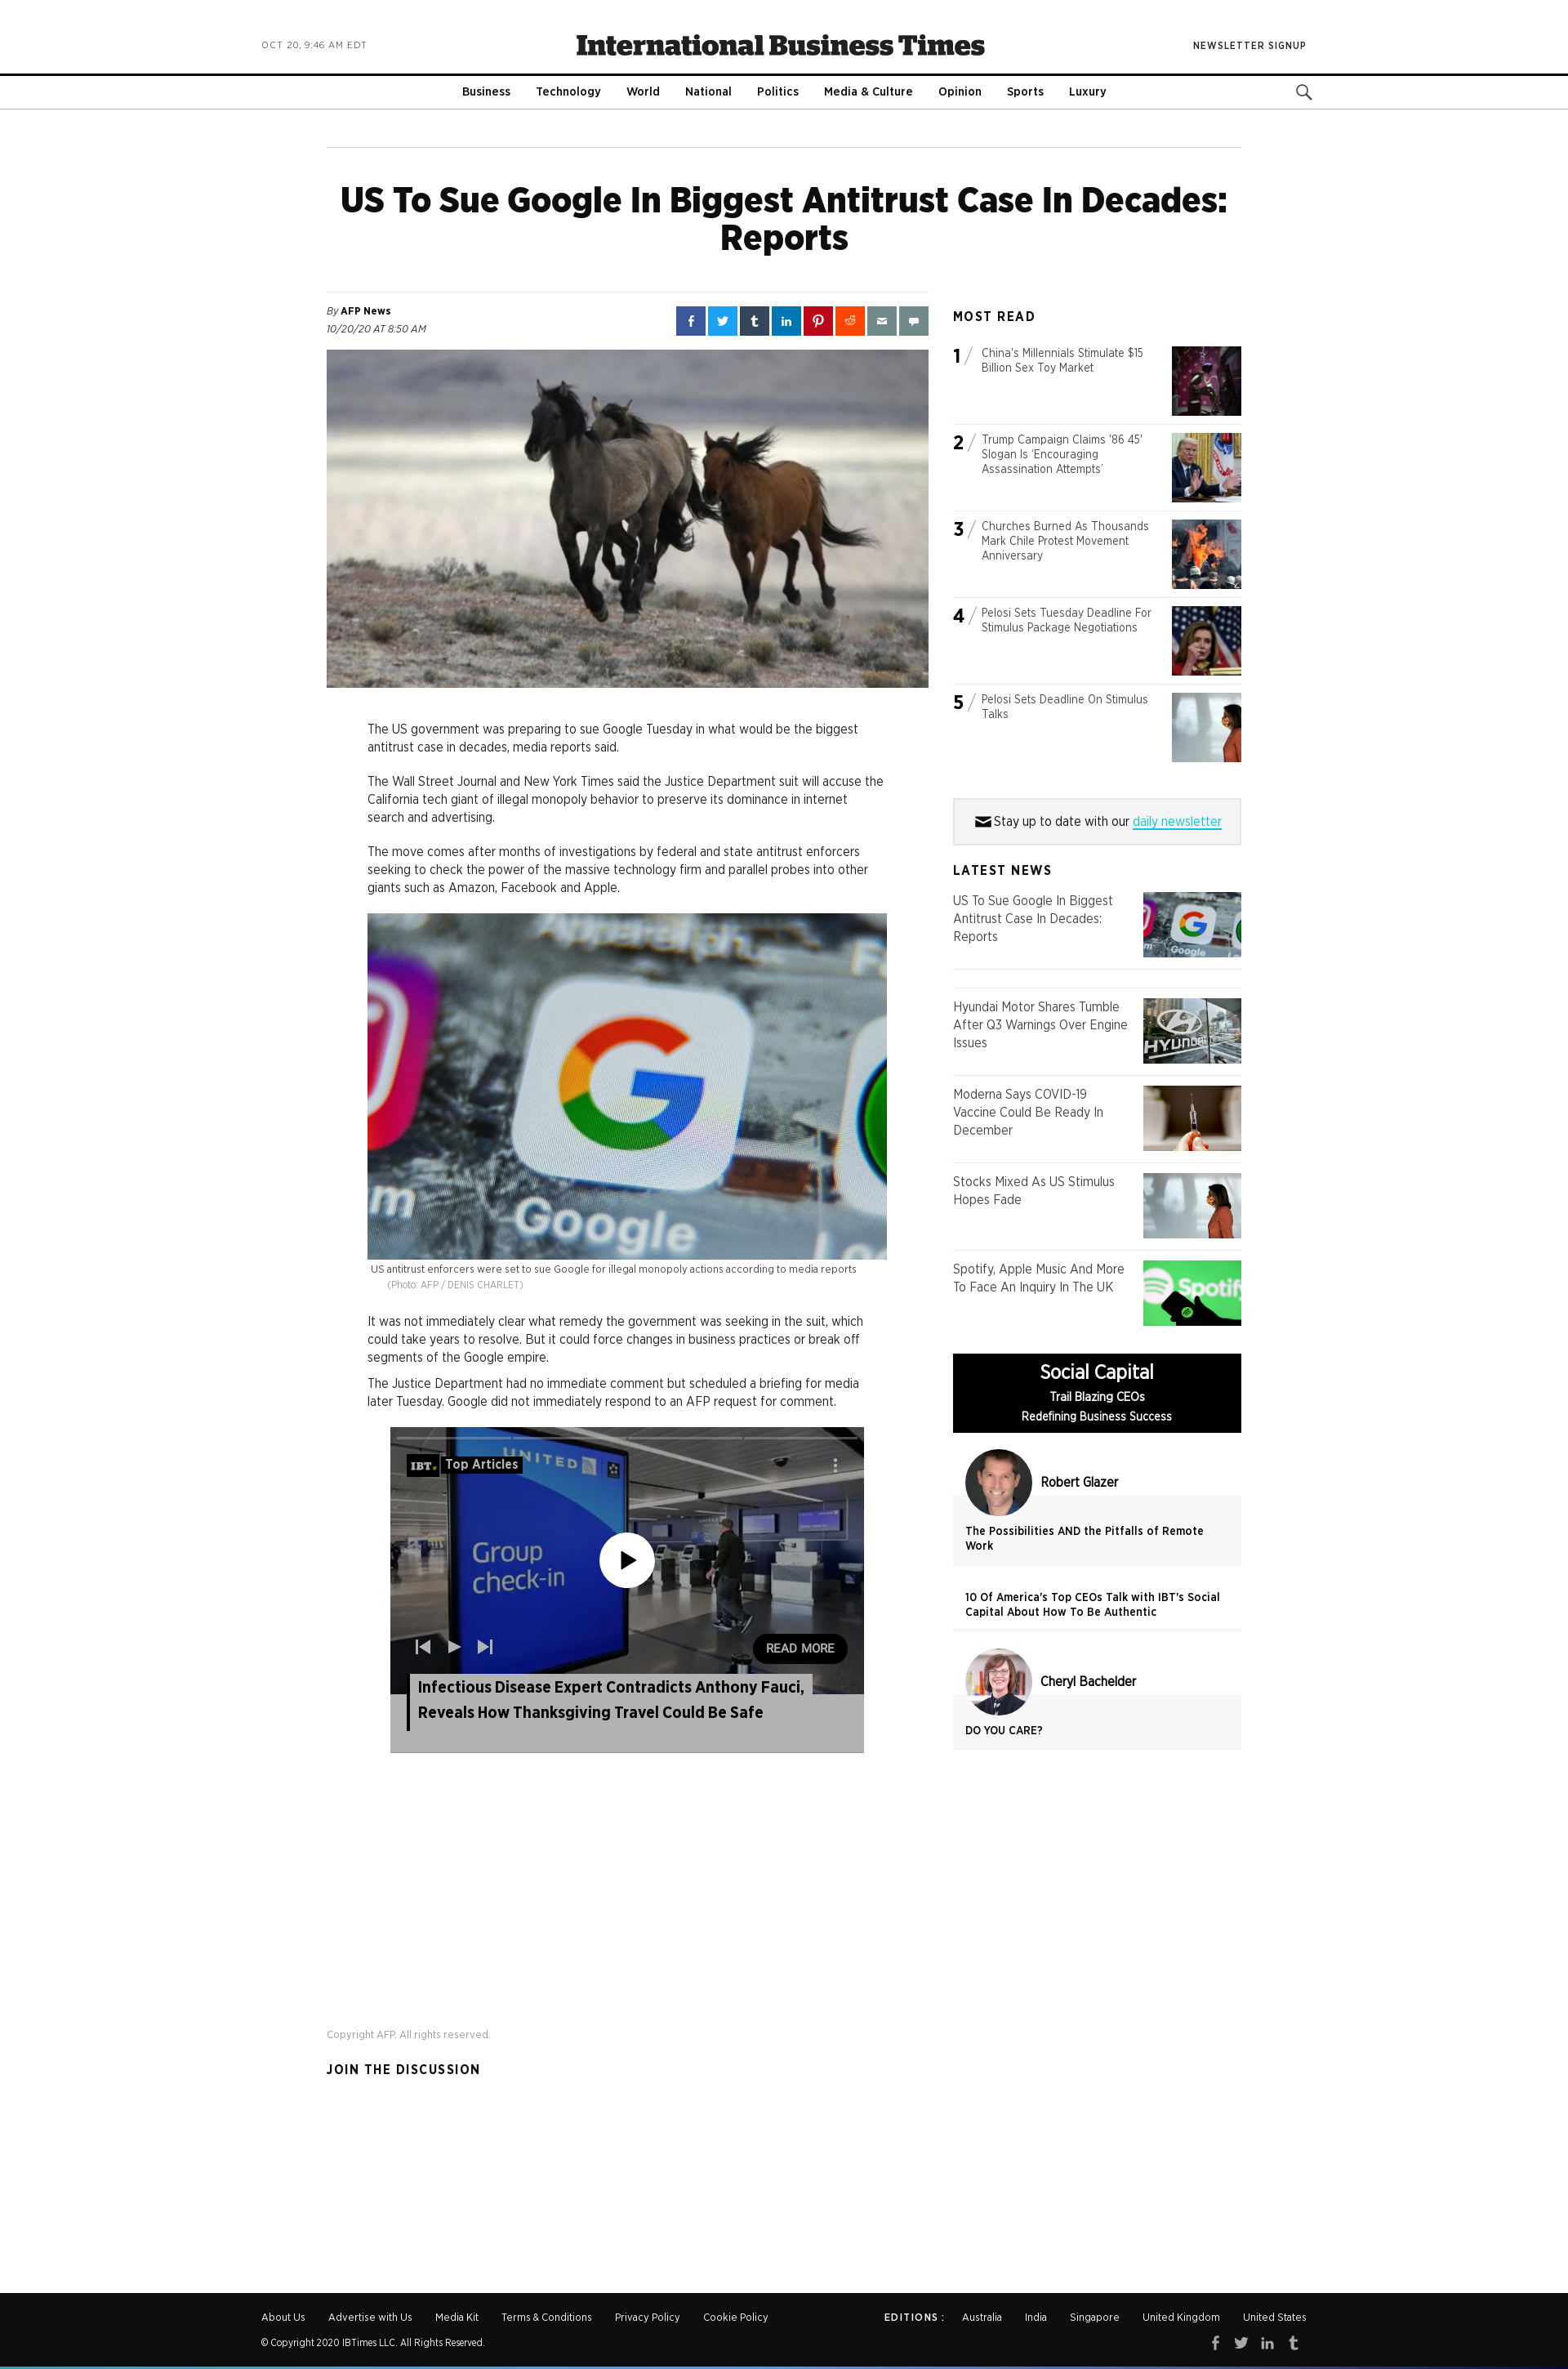 OCT 20, 9:46 AM EDT
International Business Times
NEWSLETTER SIGNUP
Business Technology World National Politics Media & Culture Opinion Sports Luxury
US To Sue Google In Biggest Antitrust Case In Decades:
Reports
By AFP News
10/20/20 AT 8:50 AM
The US government was preparing to sue Google Tuesday in what would be the biggest
antitrust case in decades, media reports said.
The Wall Street Journal and New York Times said the Justice Department suit will accuse the
California tech giant of illegal monopoly behavior to preserve its dominance in internet
search and advertising.
The move comes after months of investigations by federal and state antitrust enforcers
seeking to check the power of the massive technology firm and parallel probes into other
giants such as Amazon, Facebook and Apple.
Google
US antitrust enforcers were set to sue Google for illegal monopoly actions according to media reports
(Photo: AFP / DENIS CHARLET)
It was not immediately clear what remedy the government was seeking in the suit, which
could take years to resolve. But it could force changes in business practices or break off
segments of the Google empire.
The Justice Department had no immediate comment but scheduled a briefing for media
later Tuesday. Google did not immediately respond to an AFP request for comment.
UNITED
IBT. Top Articles
Group
check-in
READ MORE
Infectious Disease Expert Contradicts Anthony Fauci,
Reveals How Thanksgiving Travel Could Be Safe
Copyright AFP. All rights reserved.
JOIN THE DISCUSSION
MOST READ
1 / China's Millennials Stimulate $15
Billion Sex Toy Market
2 / Trump Campaign Claims '86 45'
Slogan Is ‘Encouraging
Assassination Attempts’
3 / Churches Burned As Thousands
Mark Chile Protest Movement
Anniversary
4 / Pelosi Sets Tuesday Deadline For
Stimulus Package Negotiations
5 / Pelosi Sets Deadline On Stimulus
Talks
Stay up to date with our daily newsletter
LATEST NEWS
US To Sue Google In Biggest
Antitrust Case In Decades:
Reports
Google
Hyundai Motor Shares Tumble
After Q3 Warnings Over Engine
Issues
Moderna Says COVID-19
Vaccine Could Be Ready In
December
Stocks Mixed As US Stimulus
Hopes Fade
Spotify, Apple Music And More
To Face An Inquiry In The UK
Spotify
Social Capital
Trail Blazing CEOs
Redefining Business Success
Robert Glazer
The Possibilities AND the Pitfalls of Remote
Work
10 Of America's Top CEOs Talk with IBT's Social
Capital About How To Be Authentic
Cheryl Bachelder
DO YOU CARE?
About Us Advertise with Us Media Kit Terms & Conditions Privacy Policy Cookie Policy
EDITIONS : Australia India Singapore United Kingdom United States
© Copyright 2020 IBTimes LLC. All Rights Reserved.